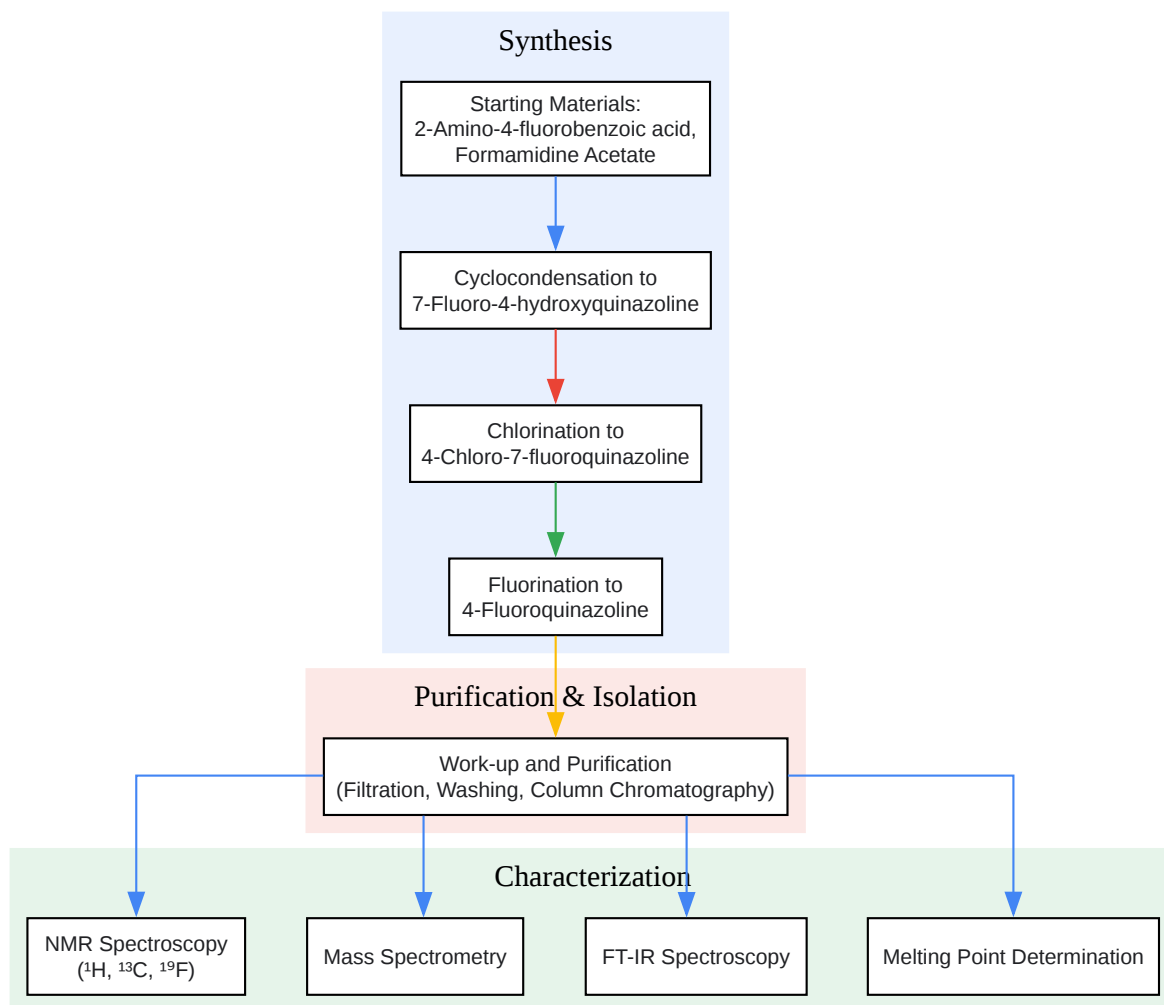 Synthesis
Starting Materials:
2-Amino-4-fluorobenzoic acid,
Formamidine Acetate
Cyclocondensation to
7-Fluoro-4-hydroxyquinazoline
Chlorination to
4-Chloro-7-fluoroquinazoline
Fluorination to
4-Fluoroquinazoline
Purification & Isolation
Work-up and Purification
(Filtration, Washing, Column Chromatography)
Characterization
NMR Spectroscopy
(¹H, ¹³C, ¹⁹F)
Mass Spectrometry
FT-IR Spectroscopy
Melting Point Determination